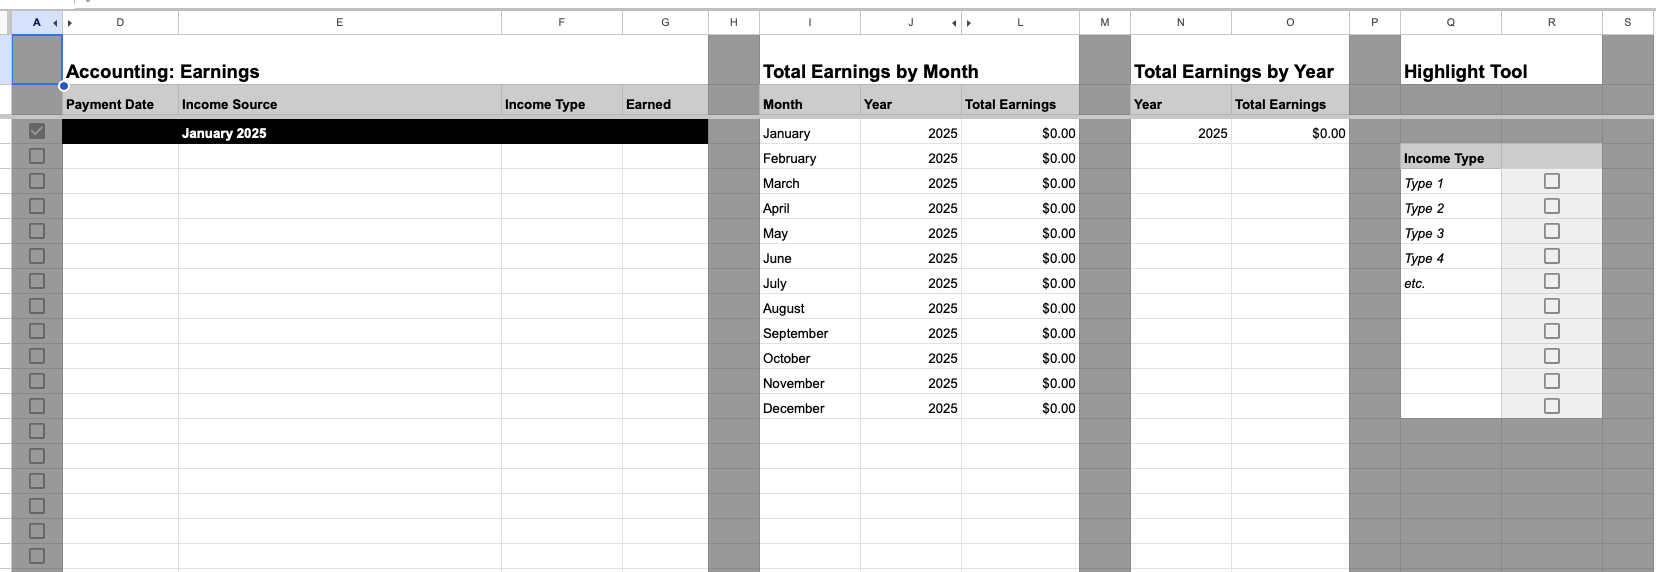 A D E F G H I J L M N O P Q R S
Accounting: Earnings Total Earnings by Month Total Earnings by Year Highlight Tool
Payment Date Income Source Income Type Earned Month Year Total Earnings Year Total Earnings
January 2025 January 2025 $0.00 2025 $0.00
February 2025 $0.00 Income Type
March 2025 $0.00 Type 1
April 2025 $0.00 Type 2
May 2025 $0.00 Type 3
June 2025 $0.00 Type 4
July 2025 $0.00 etc.
August 2025 $0.00
September 2025 $0.00
October 2025 $0.00
November 2025 $0.00
December 2025 $0.00